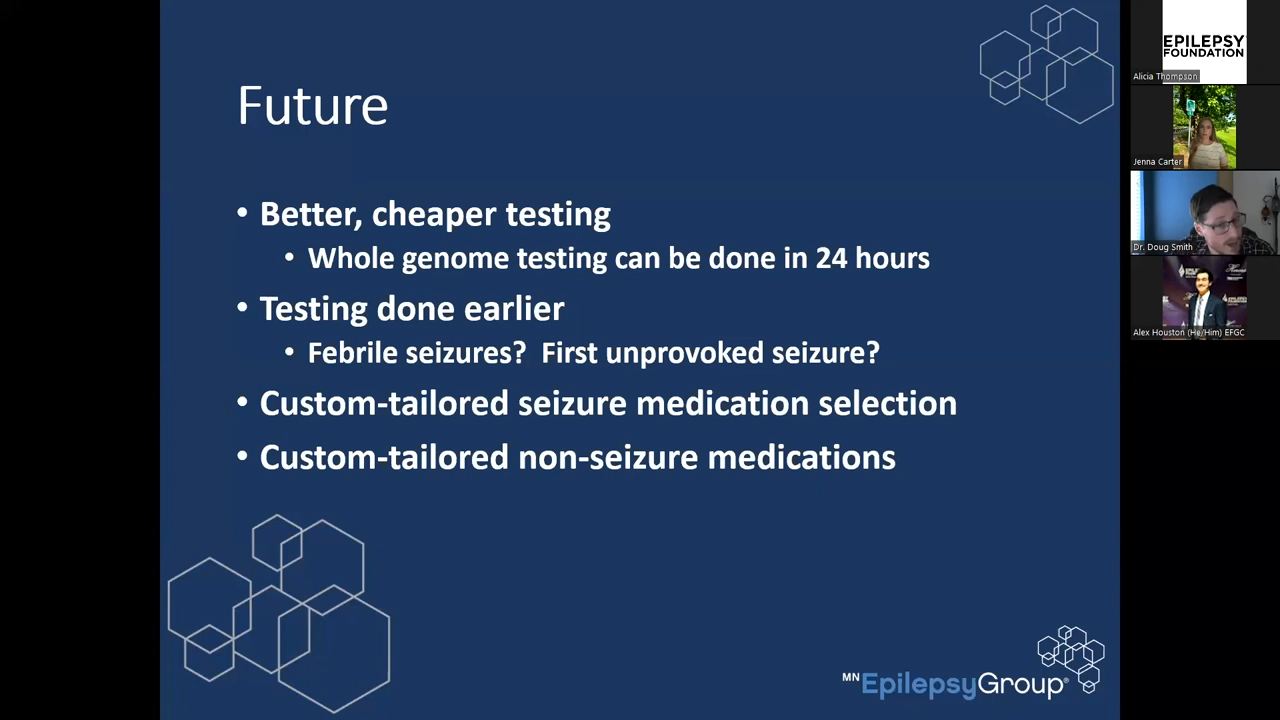 Future
• Better, cheaper testing
• Whole genome testing can be done in 24 hours
• Testing done earlier
• Febrile seizures? First unprovoked seizure?
• Custom-tailored seizure medication selection
• Custom-tailored non-seizure medications
MN EpilepsyGroup®
EPILEPSY
FOUNDATION
Alicia Thompson
Jenna Carter
Dr. Doug Smith
Alex Houston (He/Him) EFGC